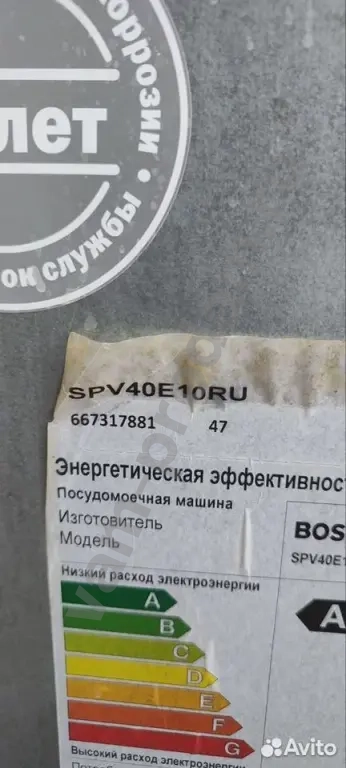 коррозии •
лет
ок службы
SPV40E10RU
667317881 47
Энергетическая эффективнос
Посудомоечная машина
Изготовитель BOS
Модель SPV40E1
Низкий расход электроэнергии
A A
B
C
D
E
F
G
Высокий расход электроэнергии
Avito